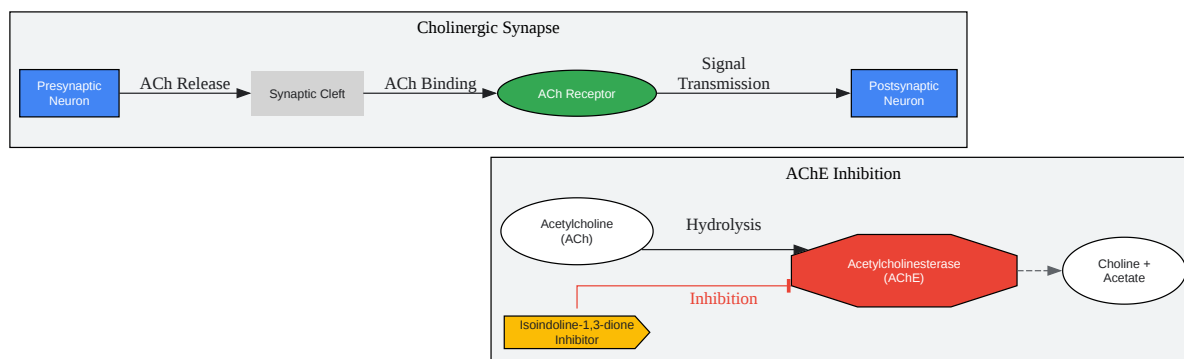 Cholinergic Synapse
Presynaptic
Neuron
ACh Release
Synaptic Cleft
ACh Binding
ACh Receptor
Signal
Transmission
Postsynaptic
Neuron
AChE Inhibition
Acetylcholine
(ACh)
Hydrolysis
Acetylcholinesterase
(AChE)
Choline +
Acetate
Inhibition
Isoindoline-1,3-dione
Inhibitor